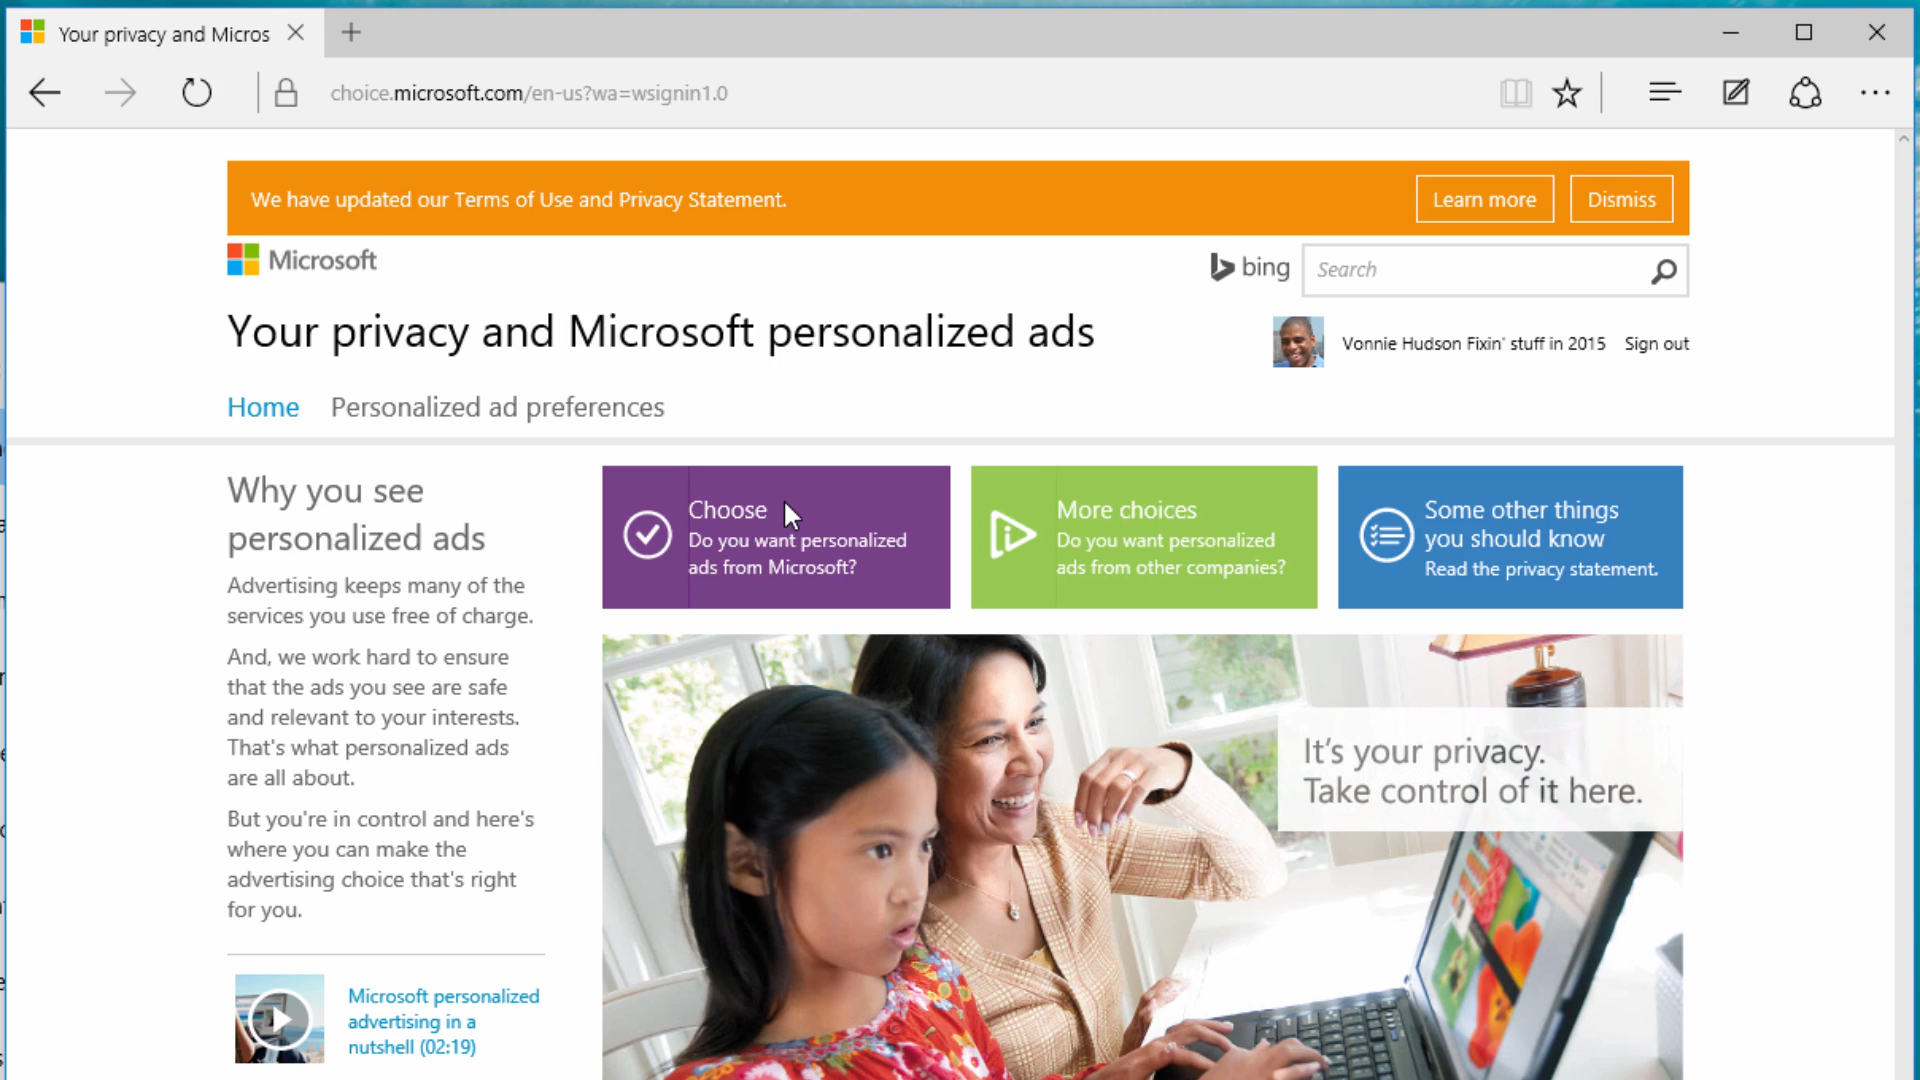 Your privacy and Micros
choice.microsoft.com/en-us?wa=wsignin1.0
We have updated our Terms of Use and Privacy Statement.
Learn more
Dismiss
Microsoft
bing
Search
Your privacy and Microsoft personalized ads
Vonnie Hudson Fixin' stuff in 2015
Sign out
Home
Personalized ad preferences
Why you see
personalized ads
Advertising keeps many of the
services you use free of charge.
And, we work hard to ensure
that the ads you see are safe
and relevant to your interests.
That's what personalized ads
are all about.
But you're in control and here's
where you can make the
advertising choice that's right
for you.
Microsoft personalized
advertising in a
nutshell (02:19)
Choose
Do you want personalized
ads from Microsoft?
More choices
Do you want personalized
ads from other companies?
Some other things
you should know
Read the privacy statement.
It's your privacy.
Take control of it here.